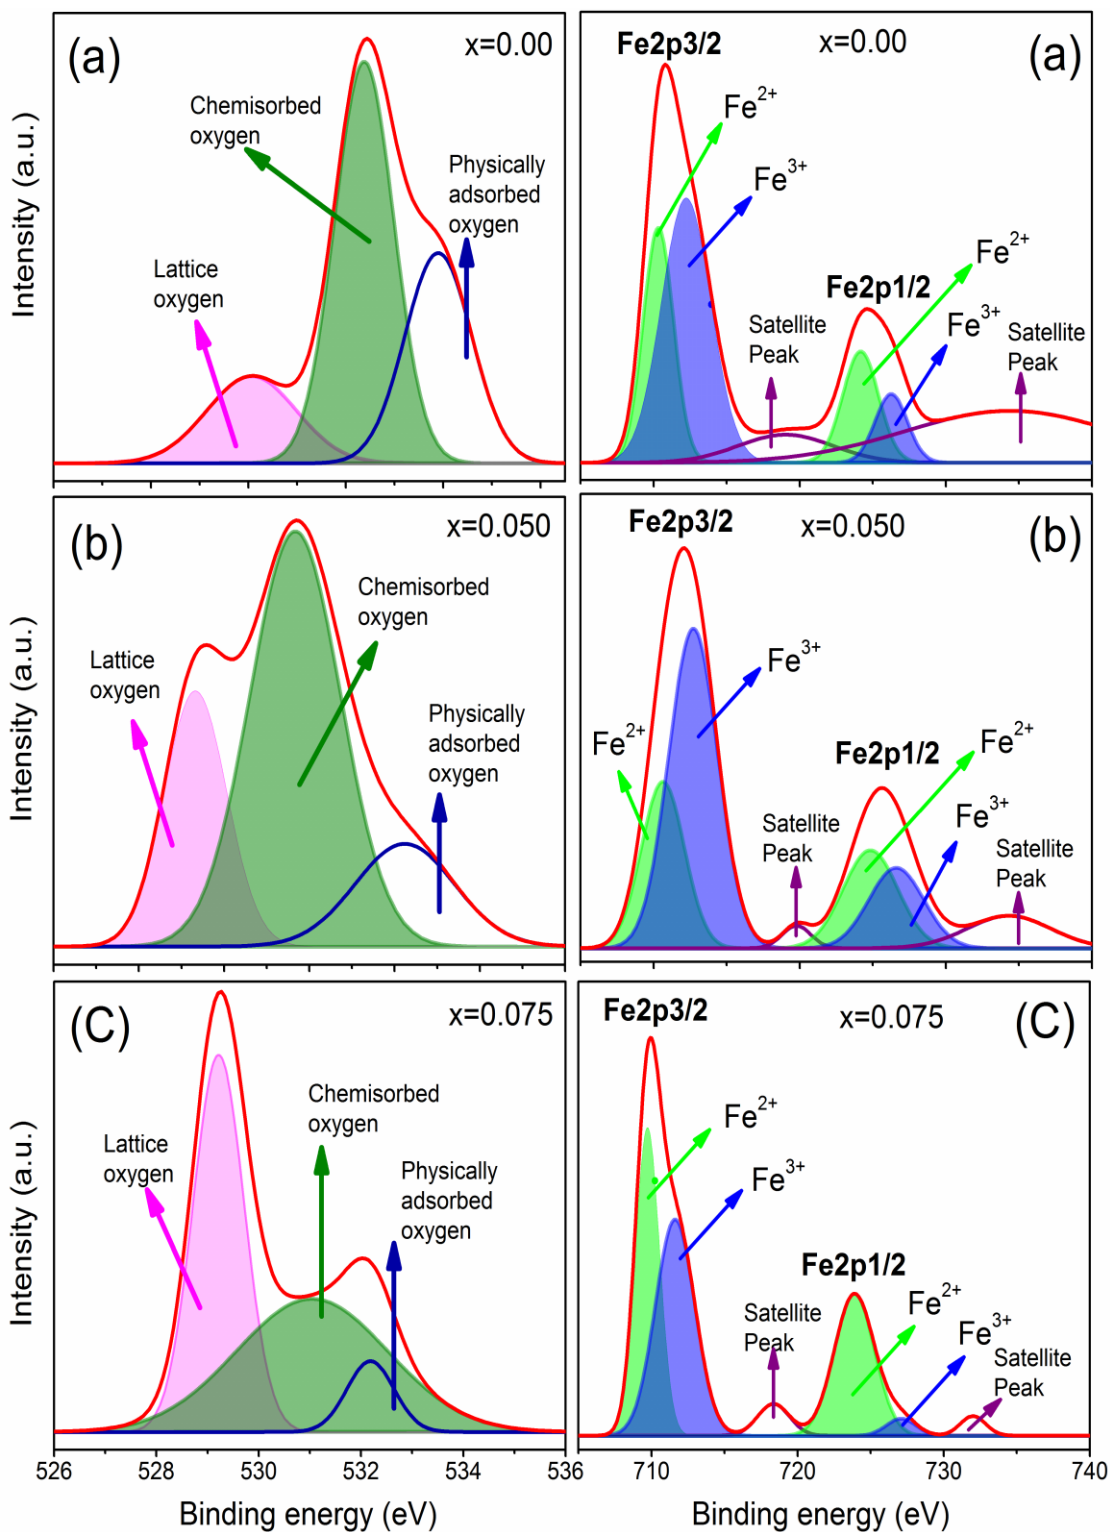 (a)
x=0.00
Chemisorbed
oxygen
Physically
adsorbed
oxygen
Lattice
oxygen
Intensity (a.u.)
(b)
x=0.050
Chemisorbed
oxygen
Lattice
oxygen
Physically
adsorbed
oxygen
Intensity (a.u.)
(C)
x=0.075
Chemisorbed
oxygen
Lattice
oxygen
Physically
adsorbed
oxygen
Intensity (a.u.)
526 528 530 532 534 536
Binding energy (eV)
Fe2p3/2
x=0.00
(a)
Fe2+
Fe3+
Fe2+
Fe2p1/2
Fe3+
Satellite
Peak
Satellite
Peak
Fe2p3/2
x=0.050
(b)
Fe3+
Fe2+
Fe2+
Fe2p1/2
Fe3+
Satellite
Peak
Satellite
Peak
Fe2p3/2
x=0.075
(C)
Fe2+
Fe3+
Fe2p1/2
Fe2+
Fe3+
Satellite
Peak
Satellite
Peak
710 720 730 740
Binding energy (eV)